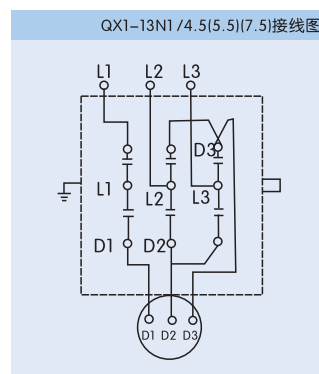 QX1-13N1/4.5(5.5)(7.5)接线图
L1 L2 L3
D3
L1 L2 L3
D1 D2
D1 D2 D3